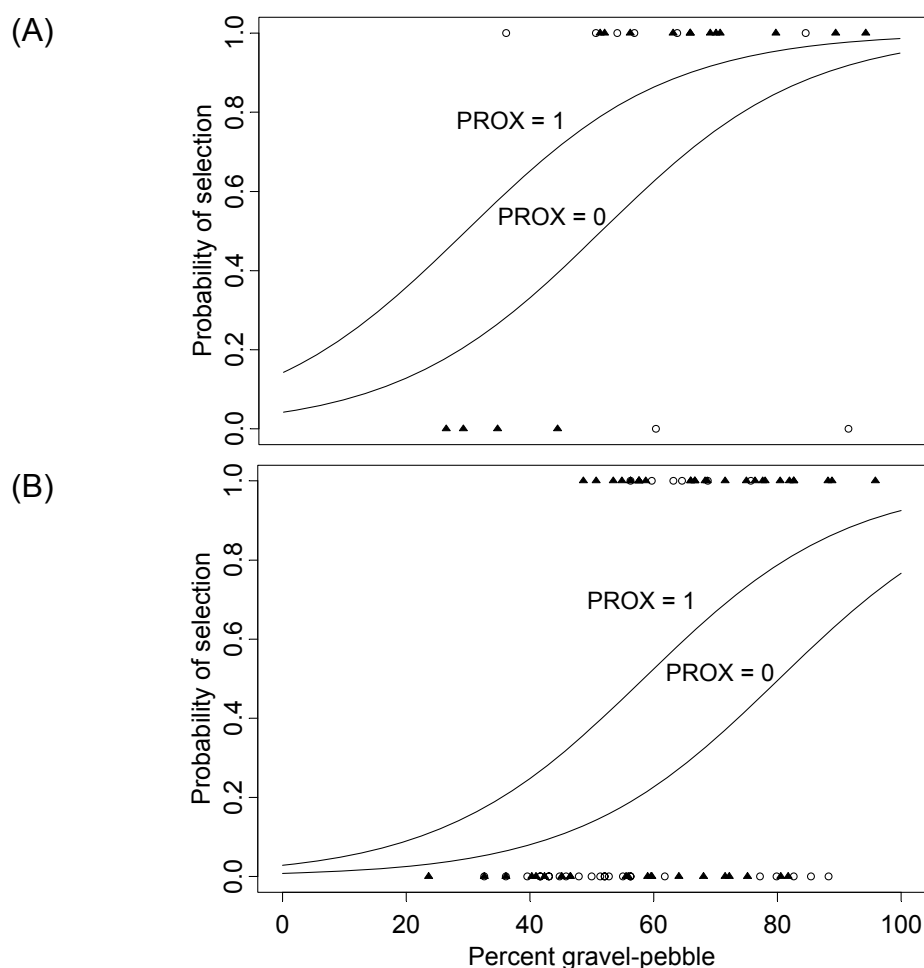 (A)
Probability of selection
1.0
0.8
0.6
0.4
0.2
0.0
PROX = 1
PROX = 0
(B)
Probability of selection
1.0
0.8
0.6
0.4
0.2
0.0
PROX = 1
PROX = 0
0 20 40 60 80 100
Percent gravel-pebble